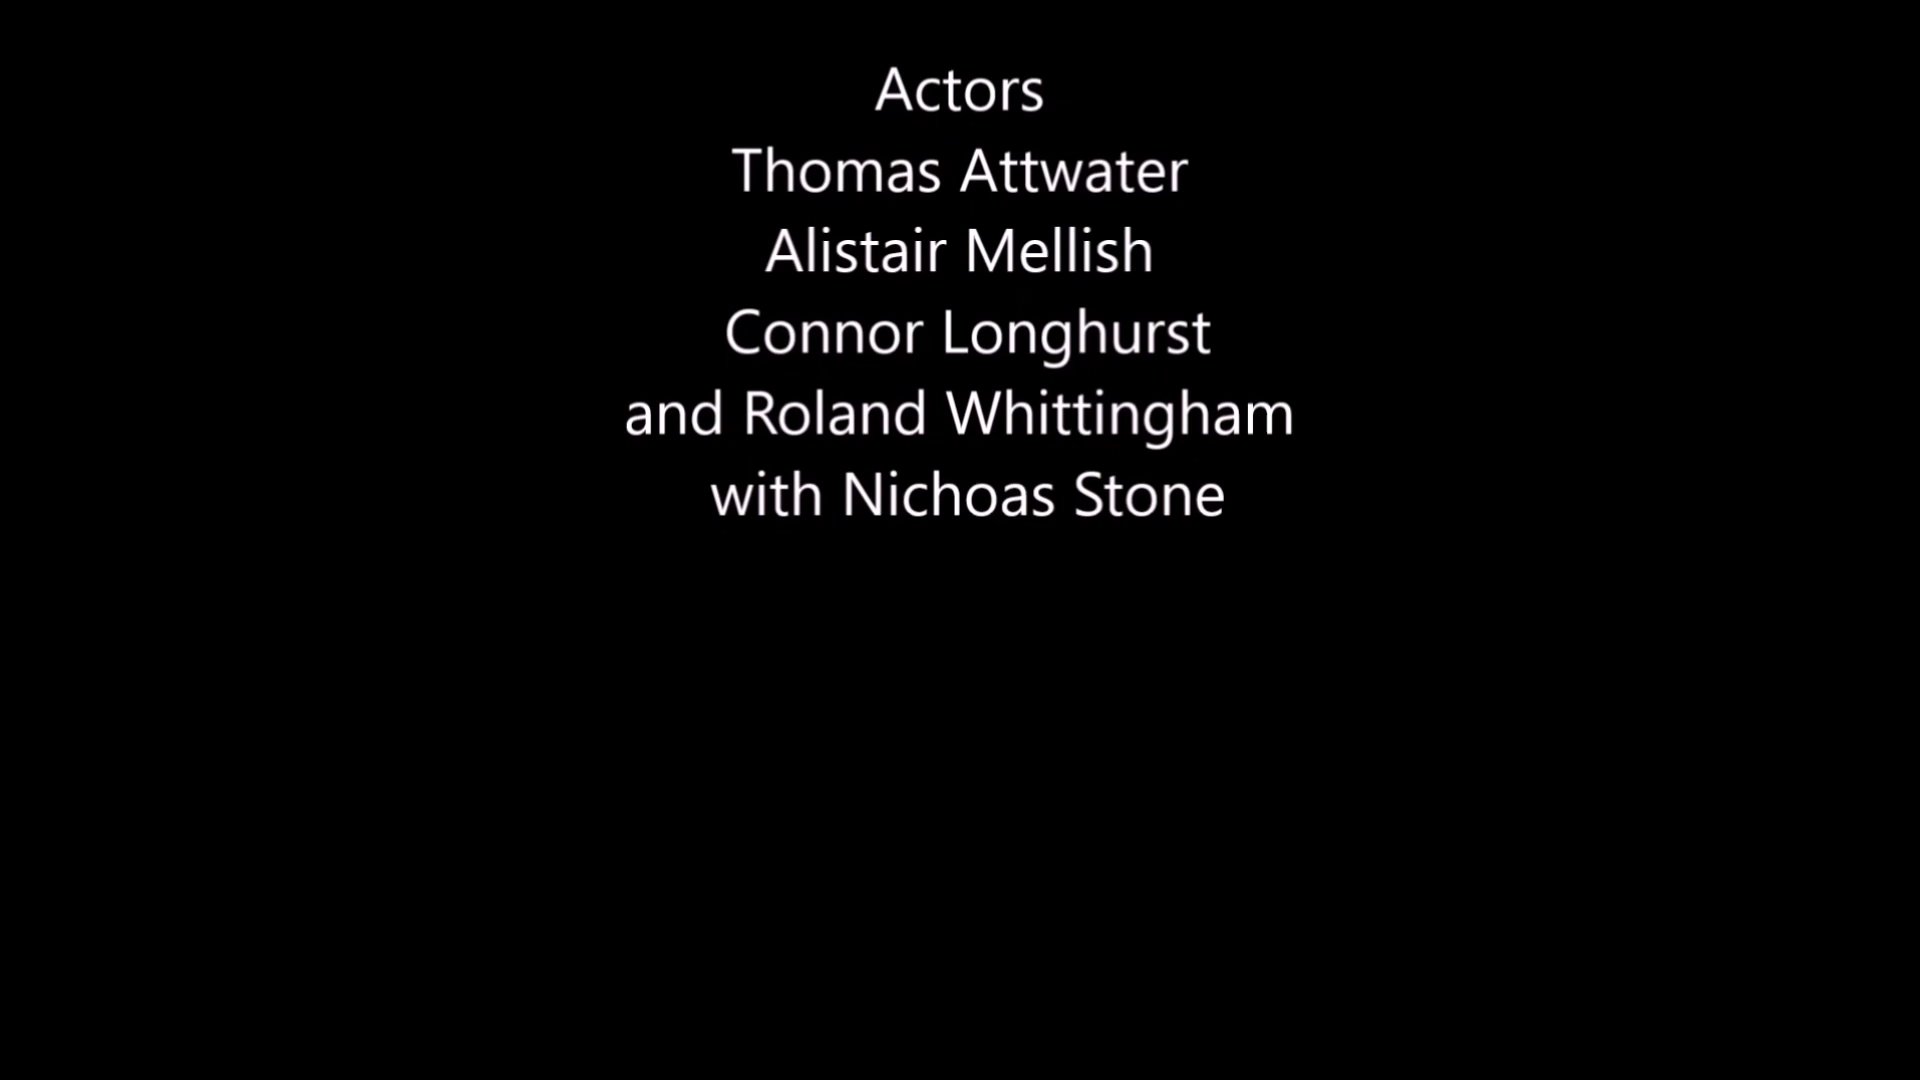 Actors
Thomas Attwater
Alistair Mellish
Connor Longhurst
and Roland Whittingham
with Nichoas Stone